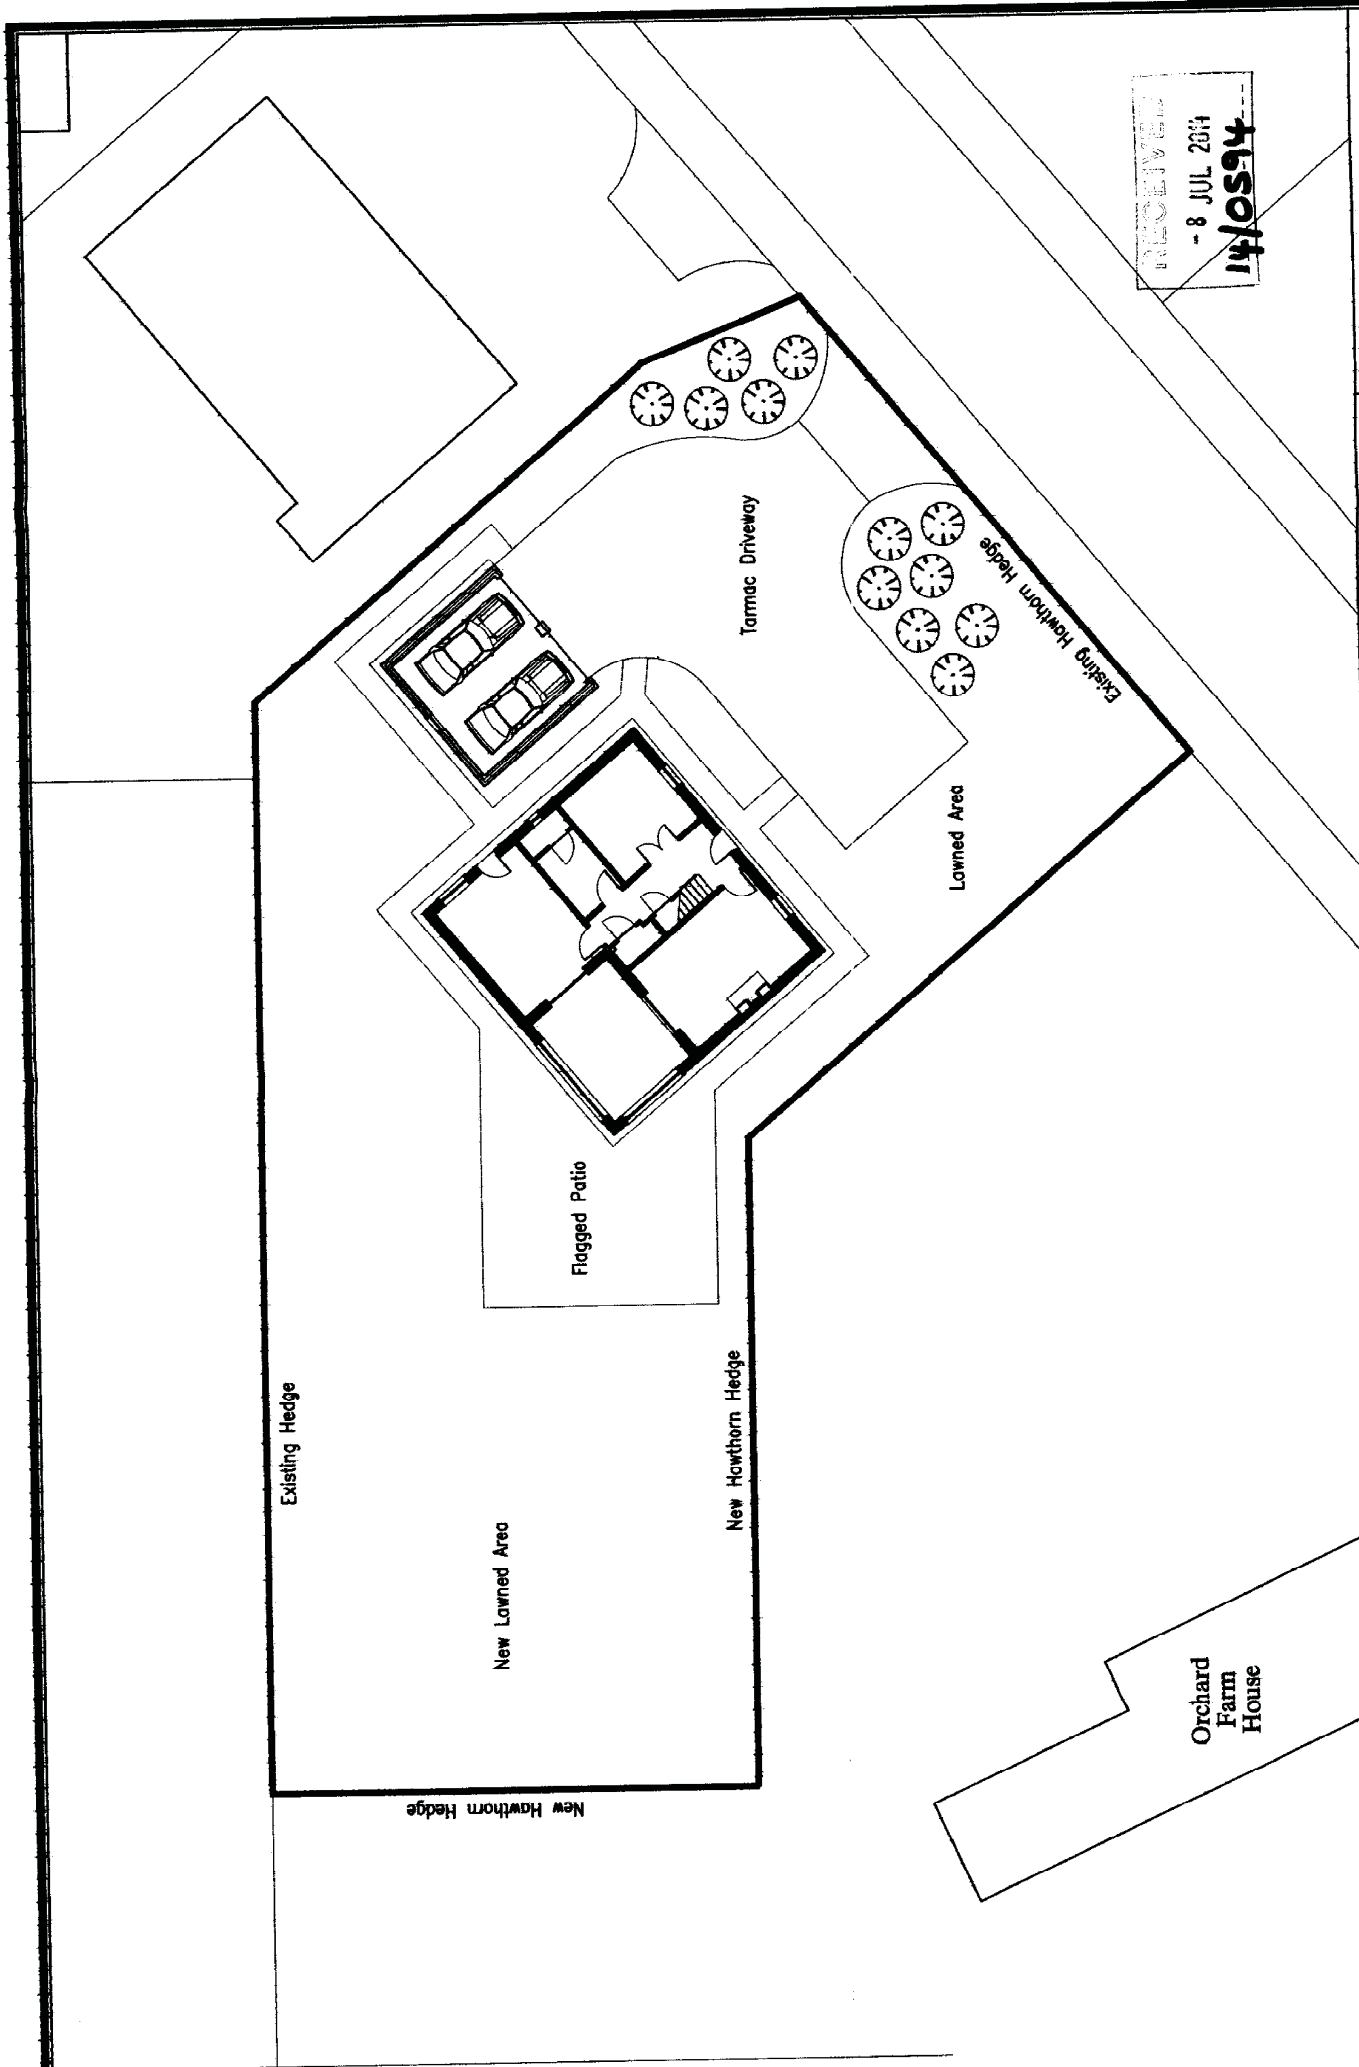 RECEIVED
- 8 JUL 2014
14/0594
Tarmac Driveway
Existing Hawthorn Hedge
Lawned Area
Flagged Patio
Existing Hedge
New Hawthorn Hedge
New Lawned Area
New Hawthorn Hedge
Orchard
Farm
House